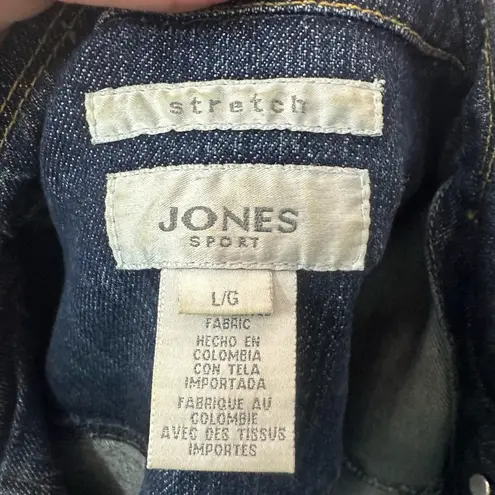 stretch
JONES
SPORT
L/G
FABRIC
HECHO EN
COLOMBIA
CON TELA
IMPORTADA
FABRIQUE AU
COLOMBIE
AVEC DES TISSUS
IMPORTES